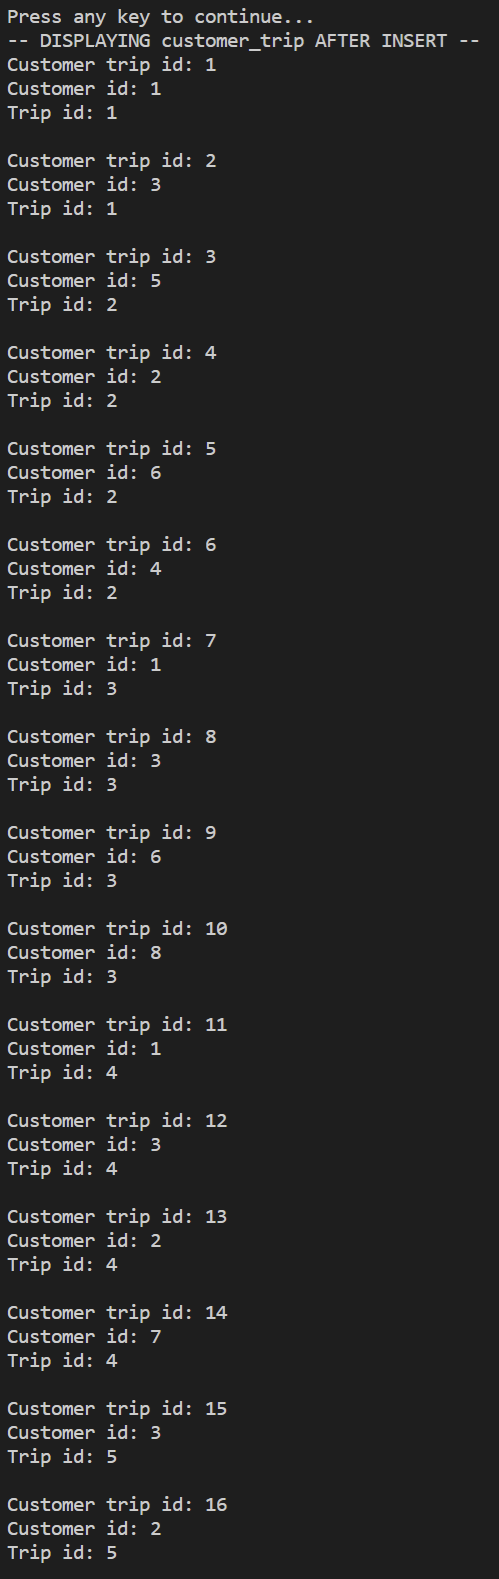 Press any key to continue...
-- DISPLAYING customer_trip AFTER INSERT --
Customer trip id: 1
Customer id: 1
Trip id: 1

Customer trip id: 2
Customer id: 3
Trip id: 1

Customer trip id: 3
Customer id: 5
Trip id: 2

Customer trip id: 4
Customer id: 2
Trip id: 2

Customer trip id: 5
Customer id: 6
Trip id: 2

Customer trip id: 6
Customer id: 4
Trip id: 2

Customer trip id: 7
Customer id: 1
Trip id: 3

Customer trip id: 8
Customer id: 3
Trip id: 3

Customer trip id: 9
Customer id: 6
Trip id: 3

Customer trip id: 10
Customer id: 8
Trip id: 3

Customer trip id: 11
Customer id: 1
Trip id: 4

Customer trip id: 12
Customer id: 3
Trip id: 4

Customer trip id: 13
Customer id: 2
Trip id: 4

Customer trip id: 14
Customer id: 7
Trip id: 4

Customer trip id: 15
Customer id: 3
Trip id: 5

Customer trip id: 16
Customer id: 2
Trip id: 5